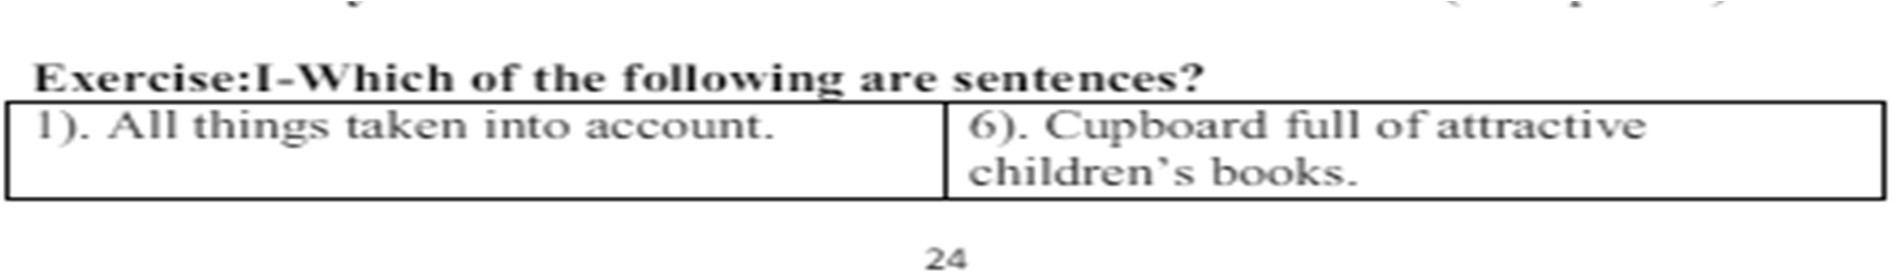 Exercise:I-Which of the following are sentences?
1). All things taken into account.
6). Cupboard full of attractive
children’s books.
24